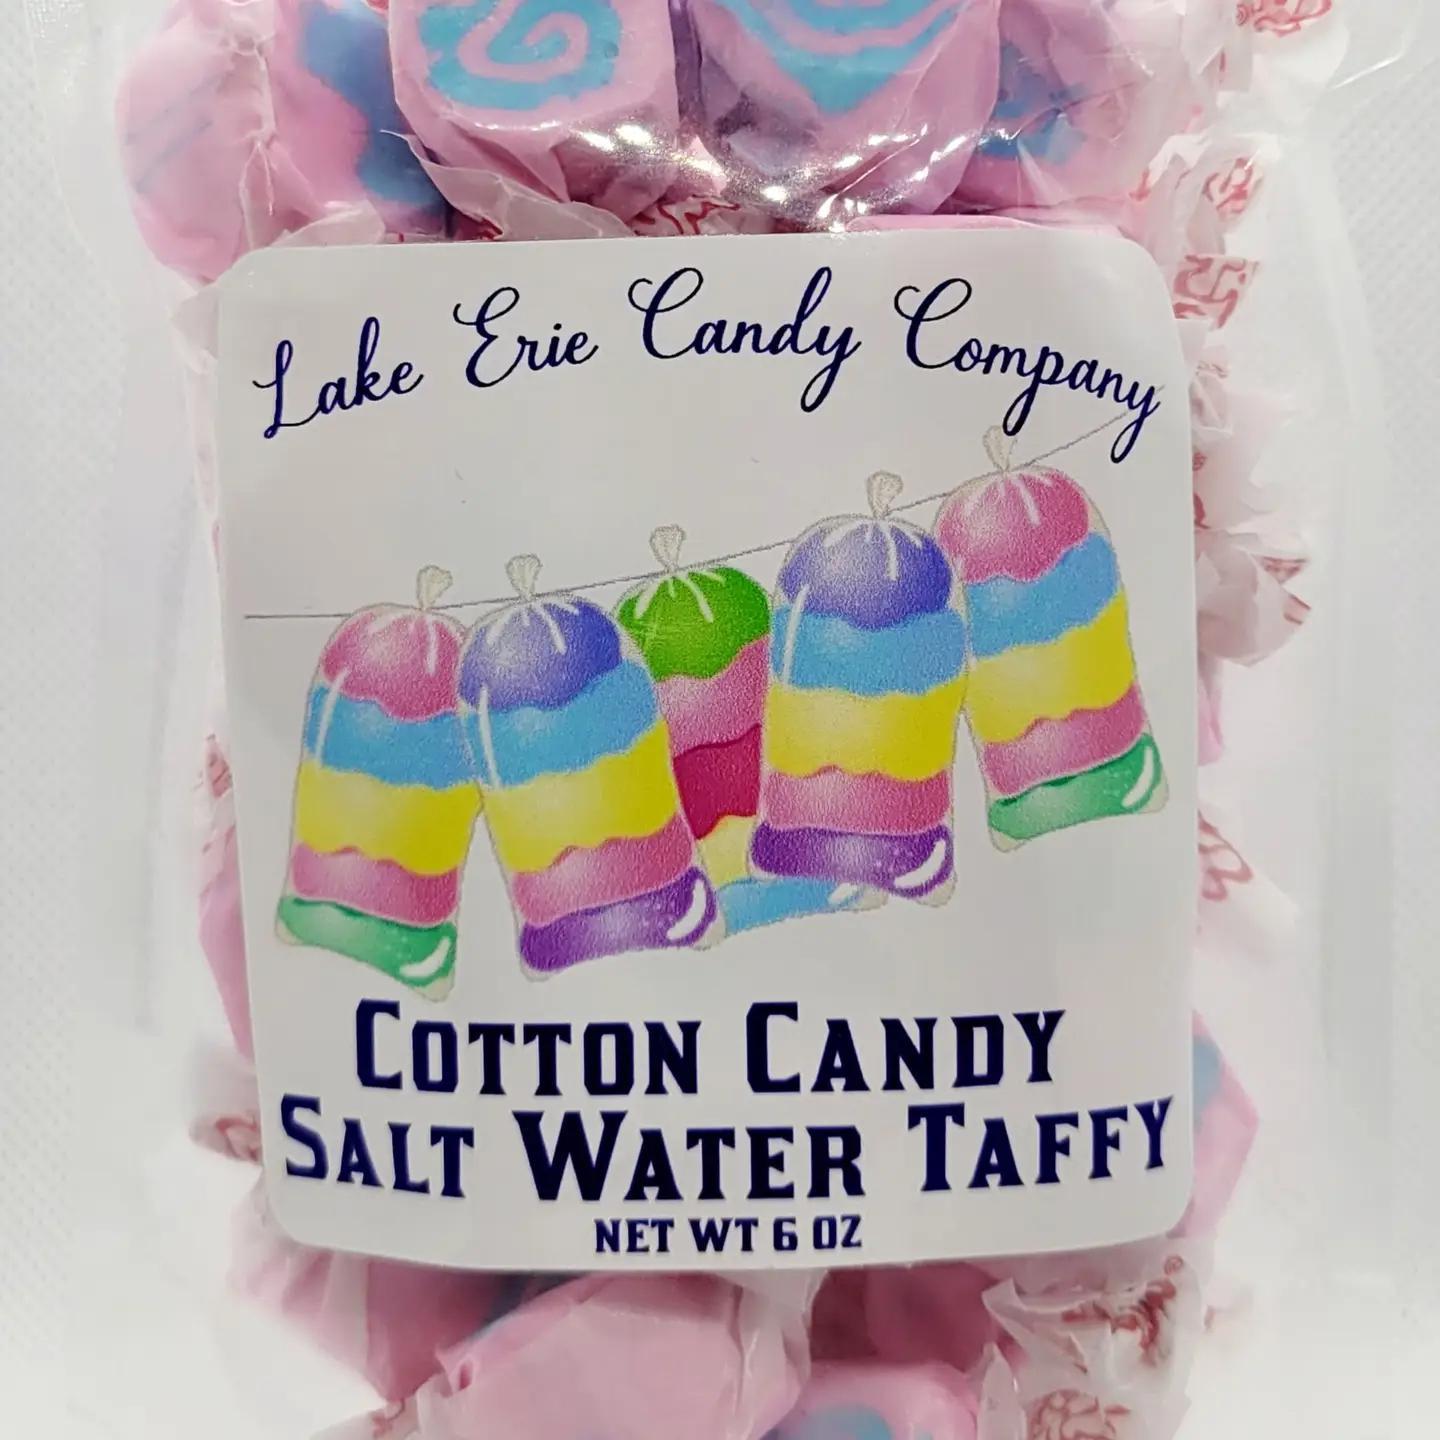 Lake Erie Candy Company
Cotton Candy
Salt Water Taffy
NET WT 6 OZ